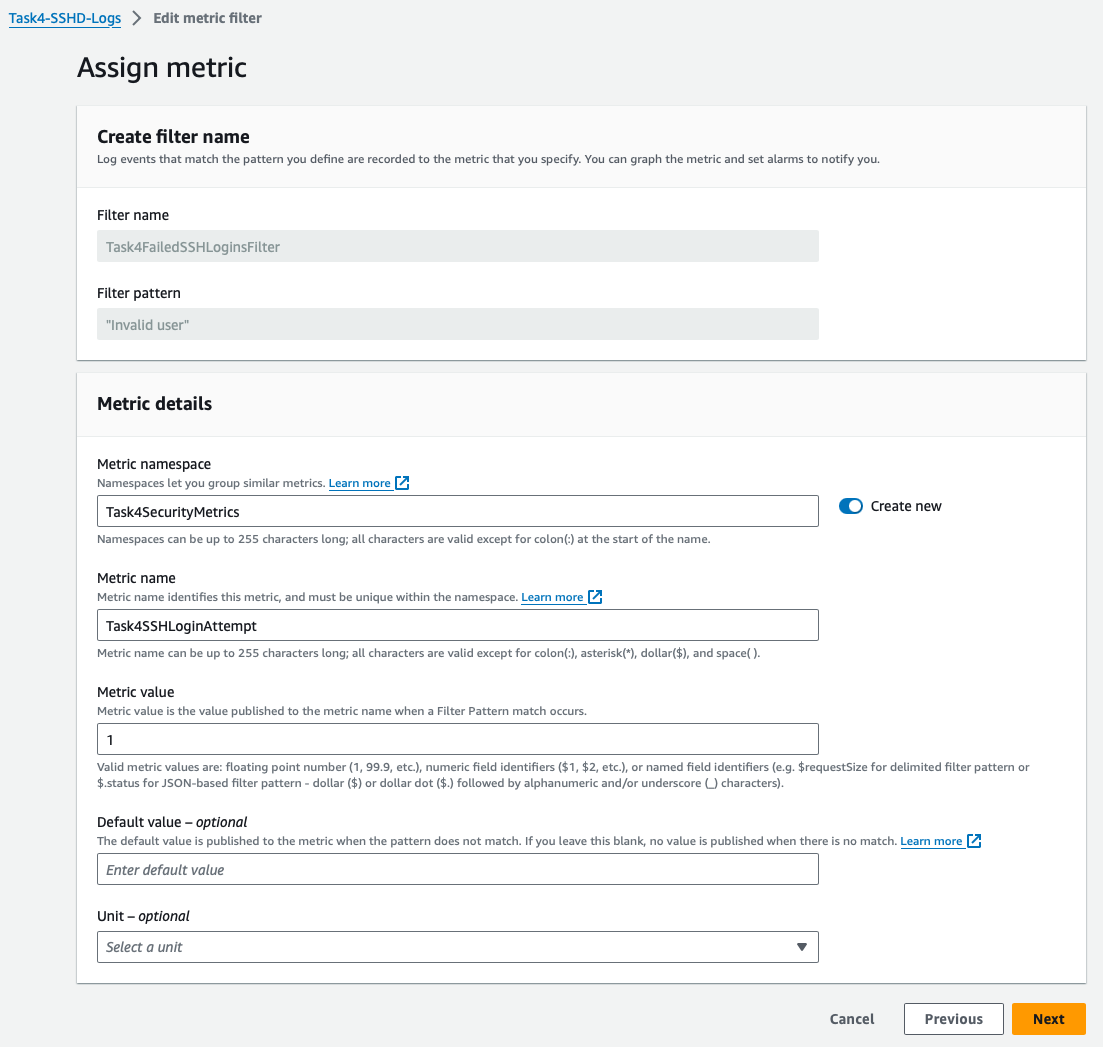 Task4-SSHD-Logs > Edit metric filter
Assign metric
Create filter name
Log events that match the pattern you define are recorded to the metric that you specify. You can graph the metric and set alarms to notify you.
Filter name
Task4FailedSSHLoginsFilter
Filter pattern
"Invalid user"
Metric details
Metric namespace
Namespaces let you group similar metrics. Learn more
Task4SecurityMetrics
Create new
Namespaces can be up to 255 characters long; all characters are valid except for colon(:) at the start of the name.
Metric name
Metric name identifies this metric, and must be unique within the namespace. Learn more
Task4SSHLoginAttempt
Metric name can be up to 255 characters long; all characters are valid except for colon(:), asterisk(*), dollar($), and space( ).
Metric value
Metric value is the value published to the metric name when a Filter Pattern match occurs.
1
Valid metric values are: floating point number (1, 99.9, etc.), numeric field identifiers ($1, $2, etc.), or named field identifiers (e.g. $requestSize for delimited filter pattern or
$.status for JSON-based filter pattern - dollar ($) or dollar dot ($.) followed by alphanumeric and/or underscore (_) characters).
Default value – optional
The default value is published to the metric when the pattern does not match. If you leave this blank, no value is published when there is no match. Learn more
Enter default value
Unit – optional
Select a unit
Cancel
Previous
Next